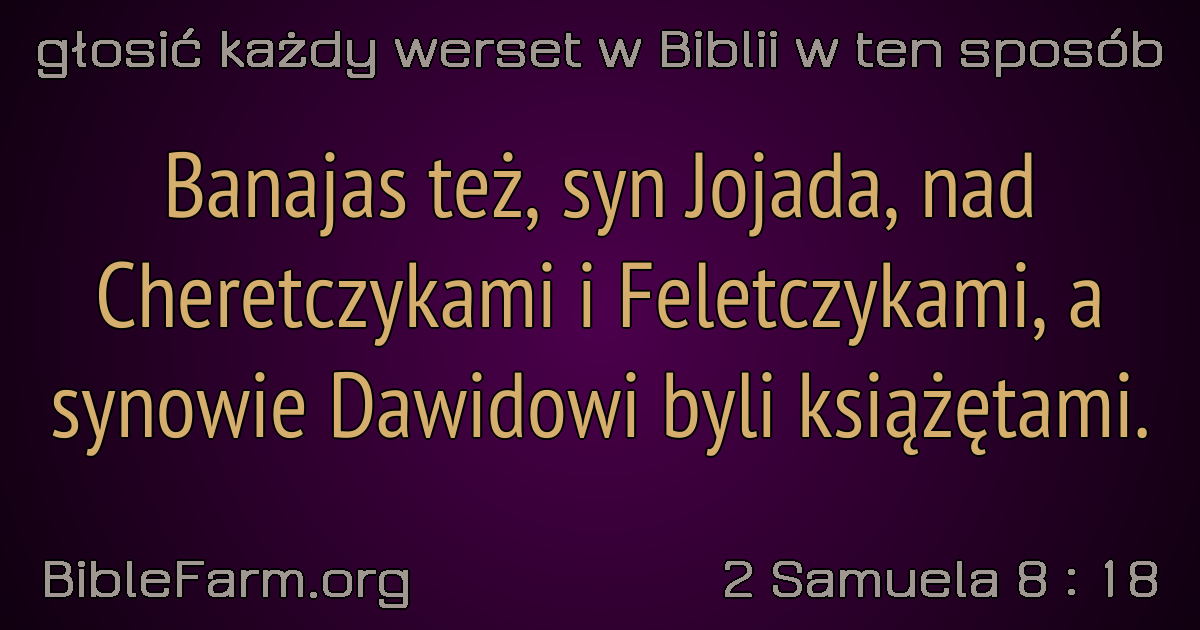 głosić każdy werset w Biblii w ten sposób
Banajas też, syn Jojada, nad
Cheretczykami i Feletczykami, a
synowie Dawidowi byli książętami.
BibleFarm.org
2 Samuela 8 : 18